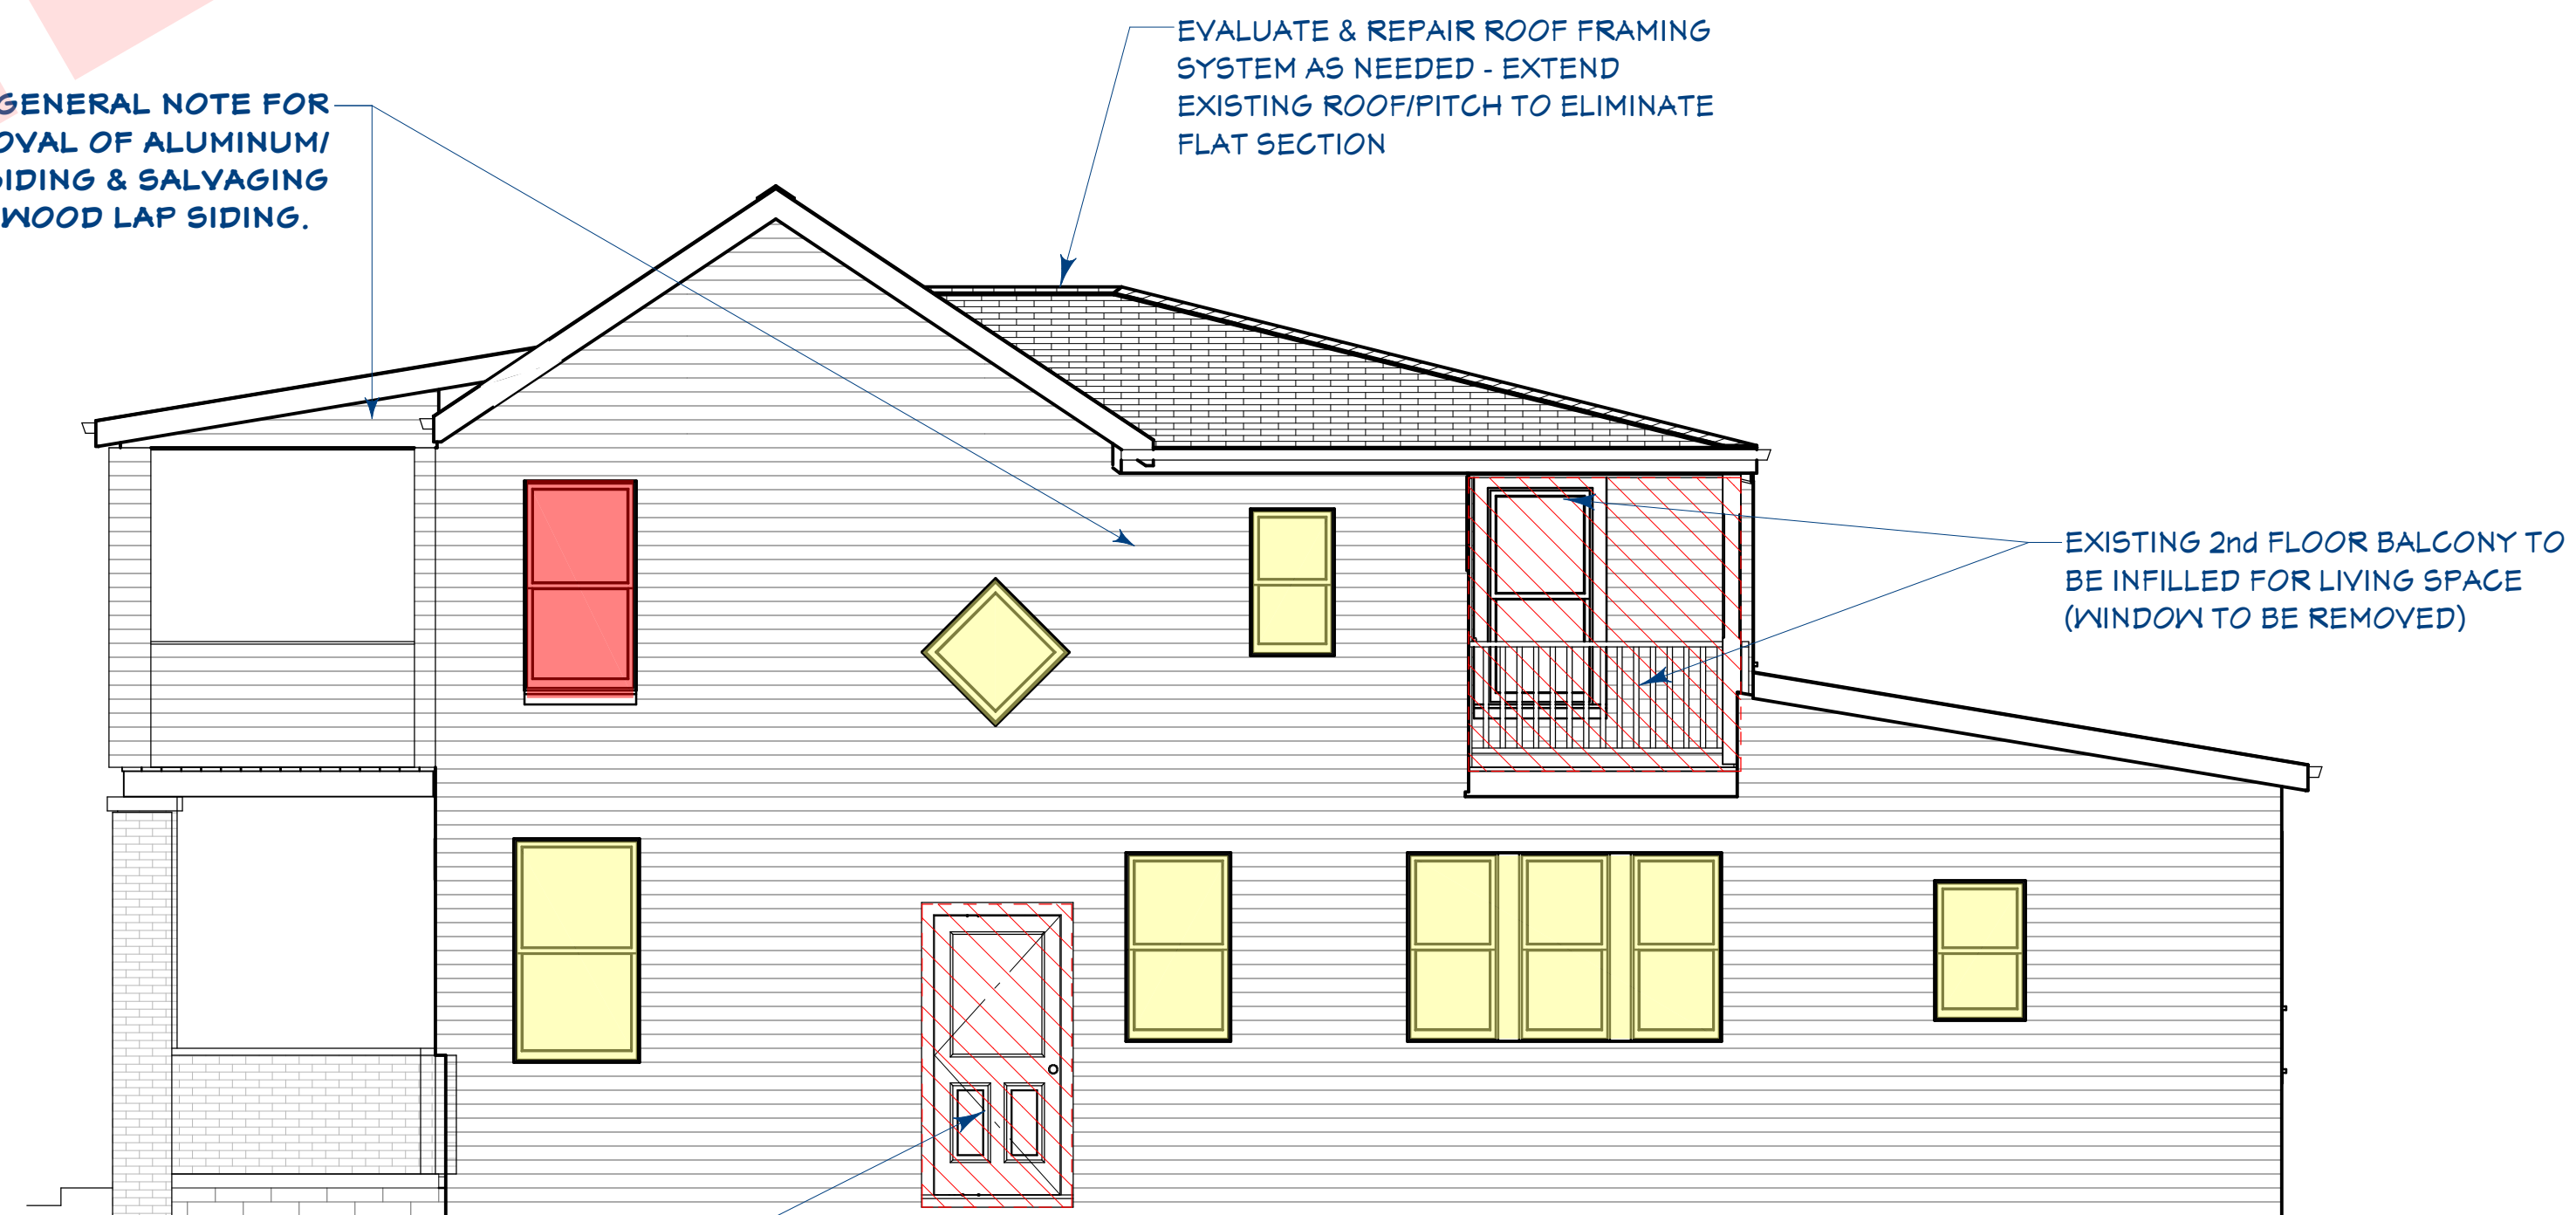 GENERAL NOTE FOR
OVAL OF ALUMINUM/
SIDING & SALVAGING
WOOD LAP SIDING.
EVALUATE & REPAIR ROOF FRAMING
SYSTEM AS NEEDED - EXTEND
EXISTING ROOF/PITCH TO ELIMINATE
FLAT SECTION
EXISTING 2nd FLOOR BALCONY TO
BE INFILLED FOR LIVING SPACE
(WINDOW TO BE REMOVED)